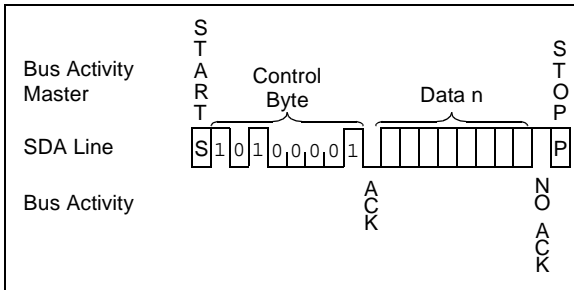 START
Bus Activity
Master
Control
Byte
Data n
STOP
SDA Line
S 1 0 1 0 0 0 0 1
P
Bus Activity
ACK
NO ACK